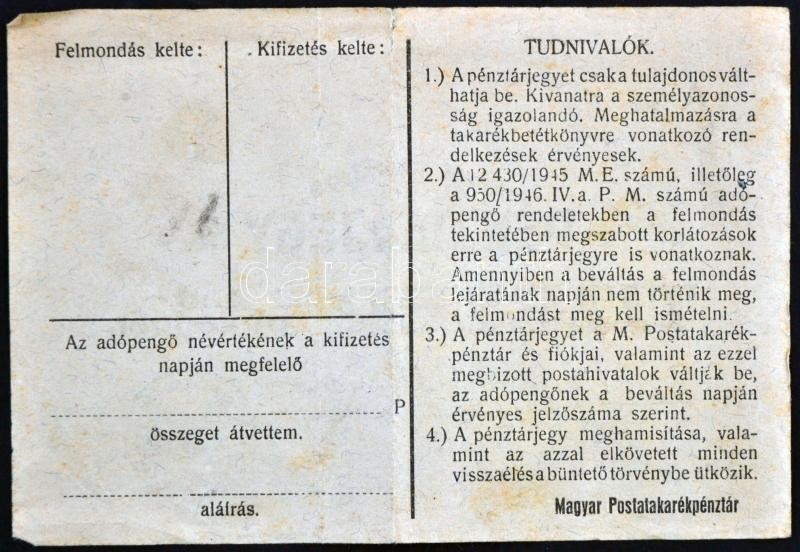 Felmondás kelte:
Kifizetés kelte:
Az adópengő névértékének a kifizetés
napján megfelelő
P
összeget átvettem.
aláírás.
TUDNIVALÓK.
1.) A pénztárjegyet csak a tulajdonos vált-
hatja be. Kivanatra a személyazonos-
ság igazolandó. Meghatalmazásra a
takarékbetétkönyvre vonatkozó ren-
delkezések érvényesek.
2.) A 12 430/1945 M. E. számú, illetőleg
a 950/1946. IV. a. P. M. számú adó-
pengő rendeletekben a felmondás
tekintetében megszabott korlátozások
erre a pénztárjegyre is vonatkoznak.
Amennyiben a beváltás a felmondás
lejáratának napján nem történik meg,
a felmondást meg kell ismételni.
3.) A pénztárjegyet a M. Postatakarék-
pénztár és fiókjai, valamint az ezzel
megbízott postahivatalok váltják be,
az adópengőnek a beváltás napján
érvényes jelzőszáma szerint.
4.) A pénztárjegy meghamisítása, vala-
mint az azzal elkövetett minden
visszaélés a büntető törvénybe ütközik.
Magyar Postatakarékpénztár